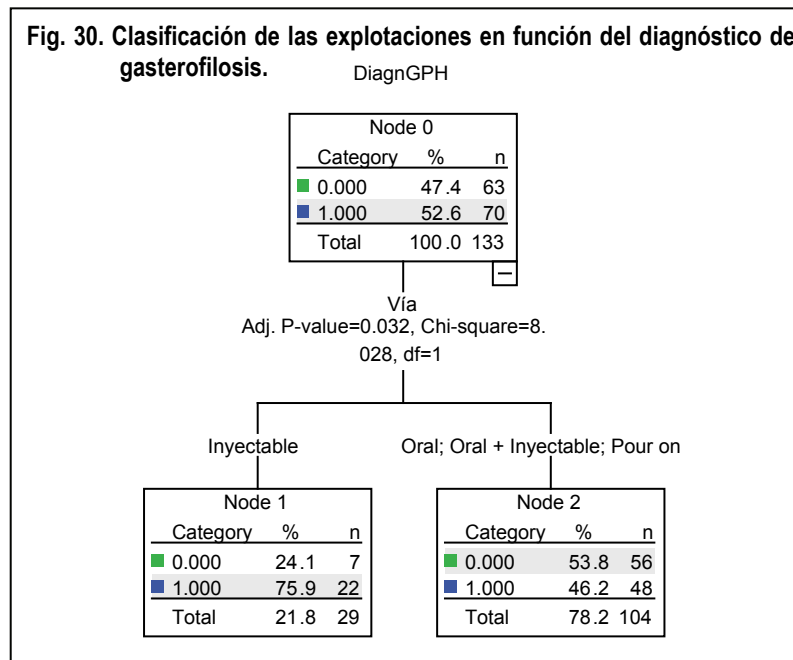 Fig. 30. Clasificación de las explotaciones en función del diagnóstico de
gasterofilosis.
DiagnGPH
Node 0
Category % n
0.000 47.4 63
1.000 52.6 70
Total 100.0 133
Vía
Adj. P-value=0.032, Chi-square=8.
028, df=1
Inyectable
Oral; Oral + Inyectable; Pour on
Node 1
Category % n
0.000 24.1 7
1.000 75.9 22
Total 21.8 29
Node 2
Category % n
0.000 53.8 56
1.000 46.2 48
Total 78.2 104